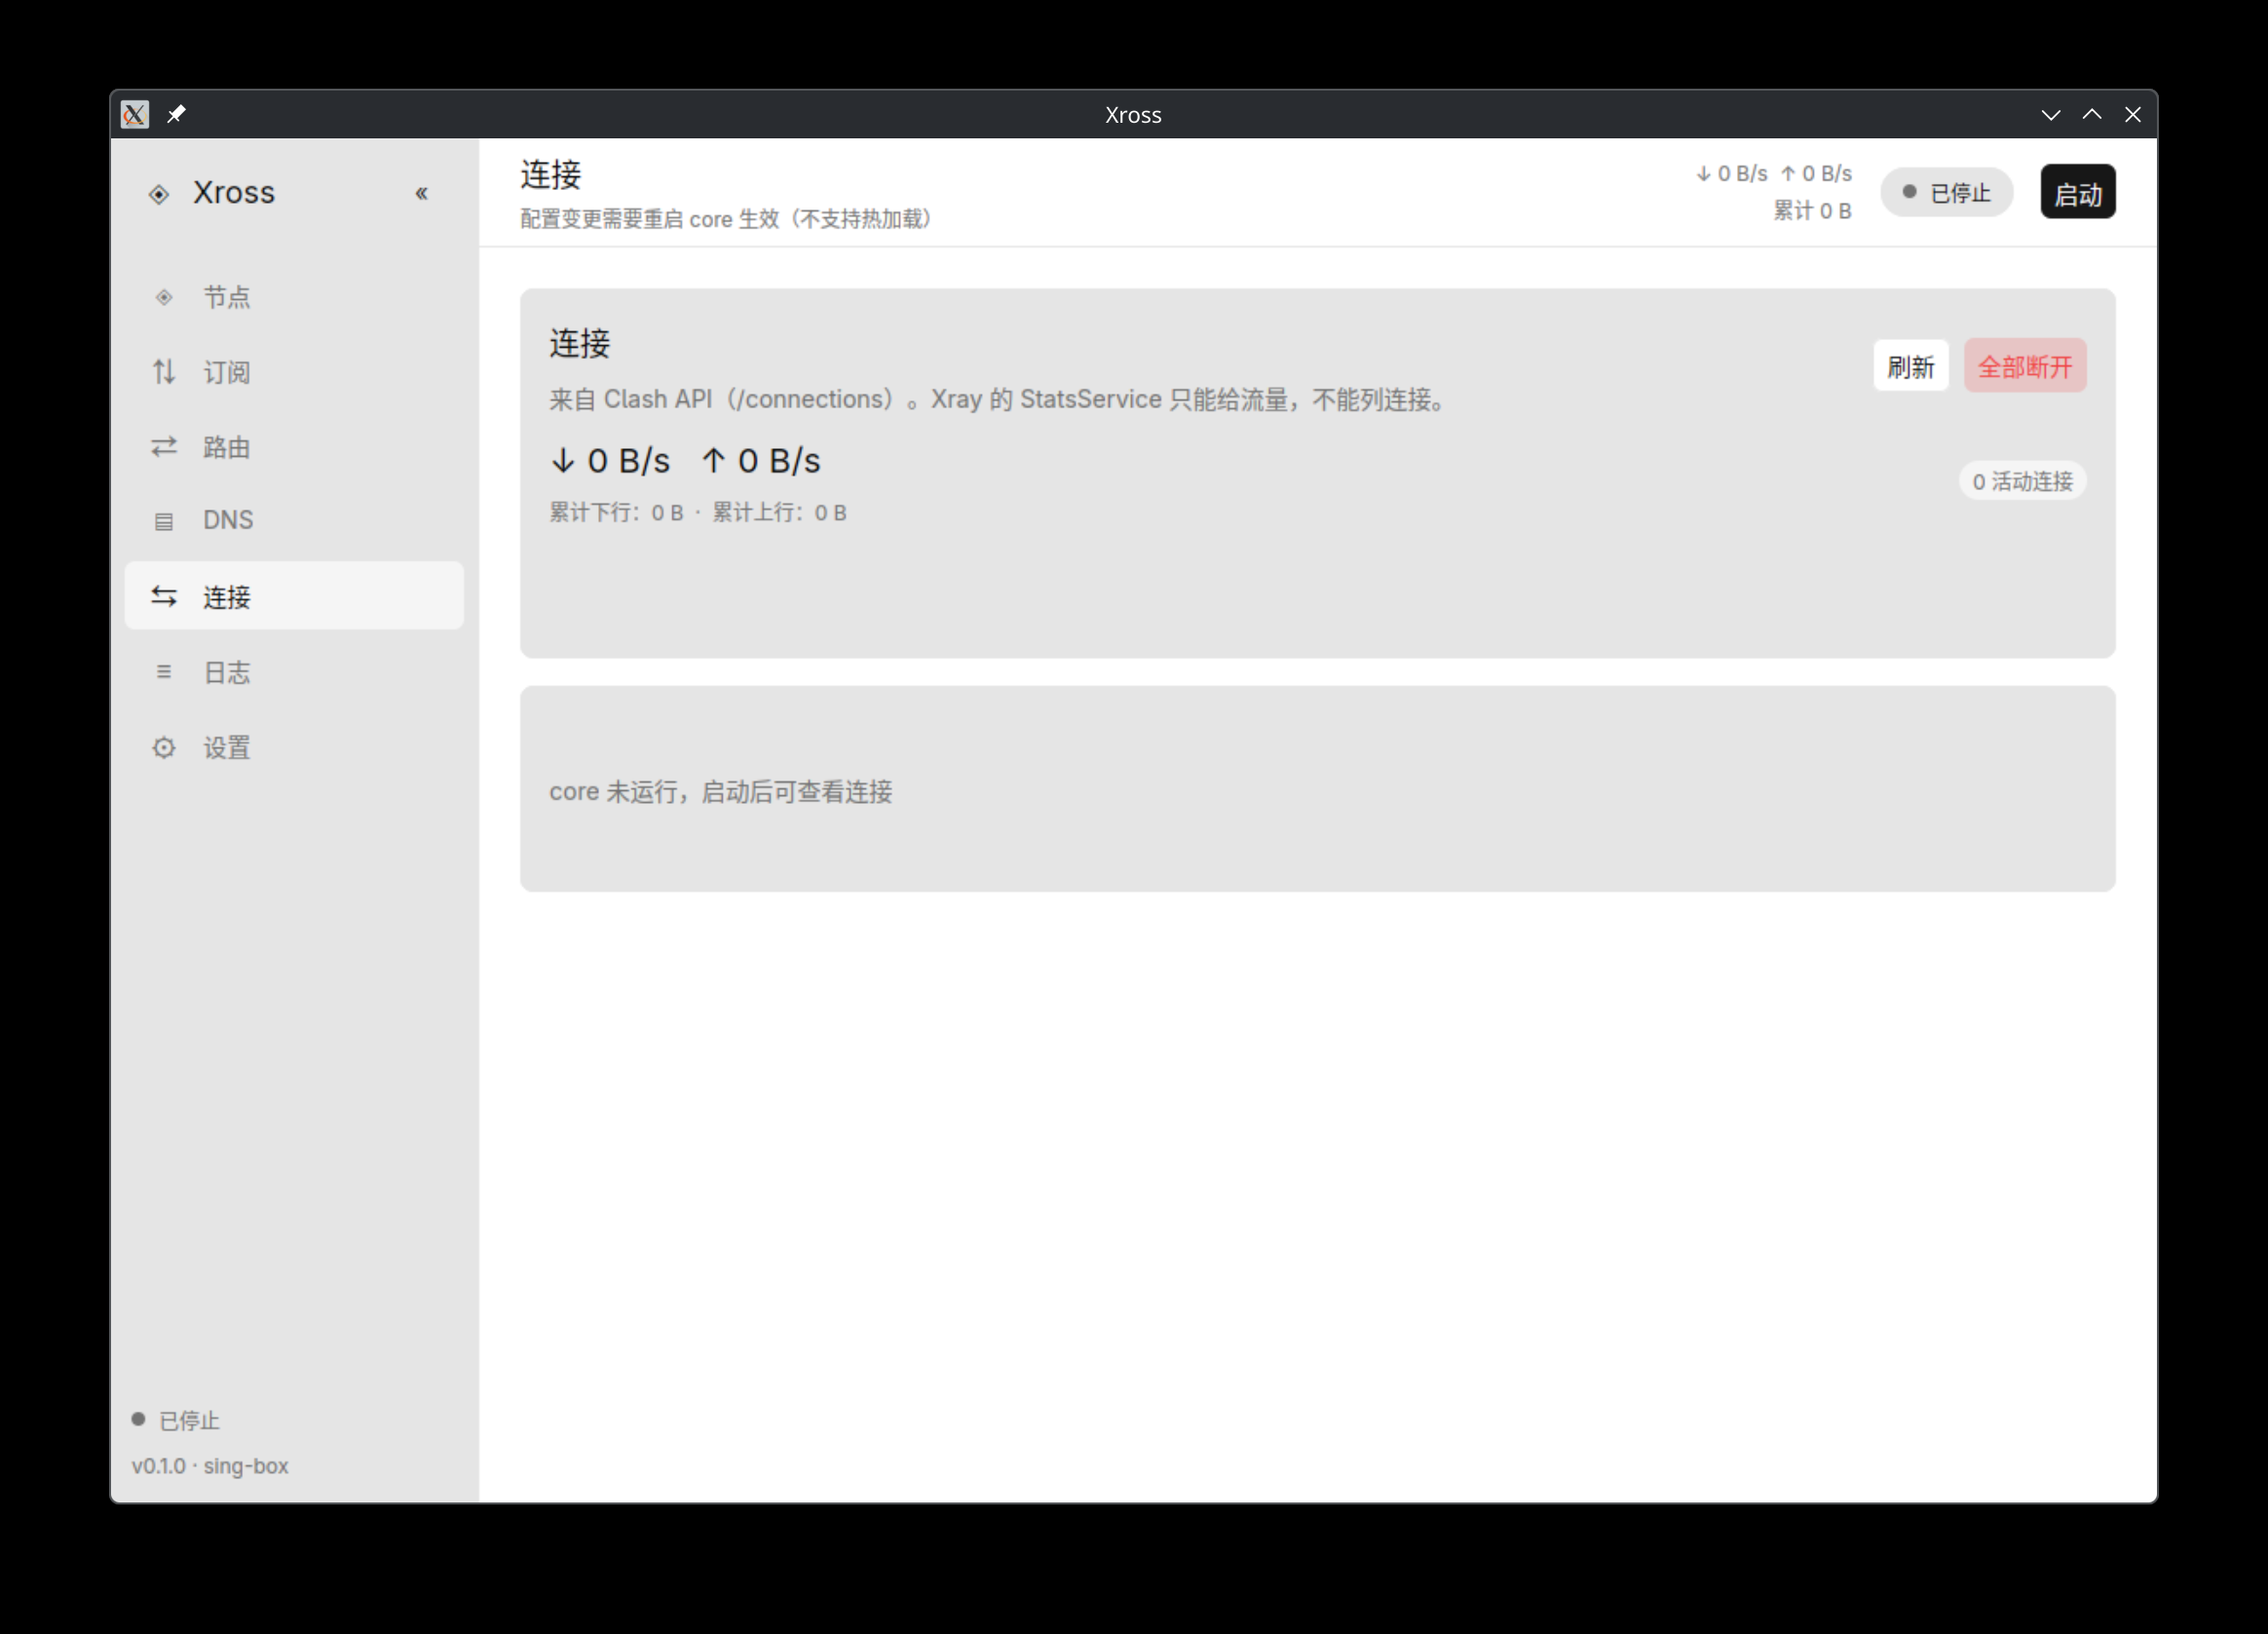 Xross
Xross
«
节点
订阅
路由
DNS
连接
日志
设置
已停止
v0.1.0 · sing-box
连接
配置变更需要重启 core 生效（不支持热加载）
↓ 0 B/s ↑ 0 B/s
累计 0 B
已停止
启动
连接
刷新
全部断开
来自 Clash API（/connections）。Xray 的 StatsService 只能给流量，不能列连接。
↓ 0 B/s ↑ 0 B/s
0 活动连接
累计下行：0 B · 累计上行：0 B
core 未运行，启动后可查看连接